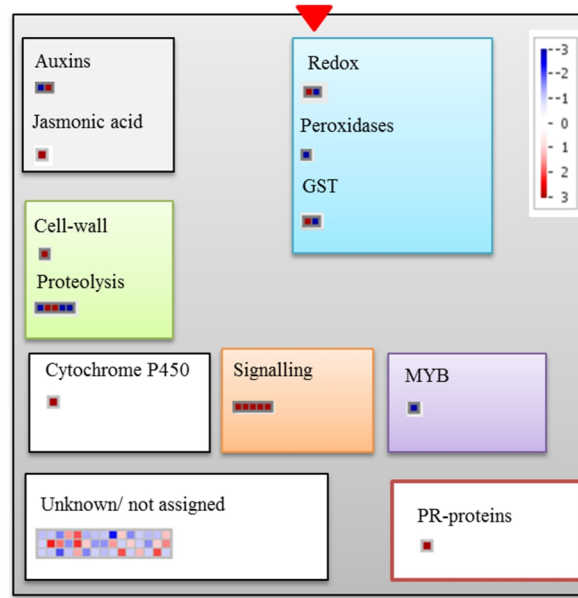 Auxins
Jasmonic acid
Redox
Peroxidases
GST
--3
--2
--1
- 0
- 1
- 2
- 3
Cell-wall
Proteolysis
Cytochrome P450
Signalling
MYB
Unknown/ not assigned
PR-proteins